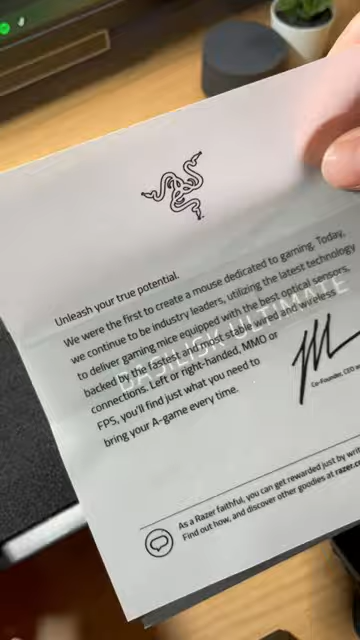 Unleash your true potential.
We were the first to create a mouse dedicated to gaming. Today,
we continue to be industry leaders, utilizing the latest technology
to deliver gaming mice equipped with the best optical sensors,
backed by the fastest and most stable wired and wireless
connections. Left or right-handed, MMO or
FPS, you'll find just what you need to
bring your A-game every time.
BASILISK ULTIMATE
Co-Founder, CEO
As a Razer faithful, you can get rewarded just by
Find out how, and discover other goodies at